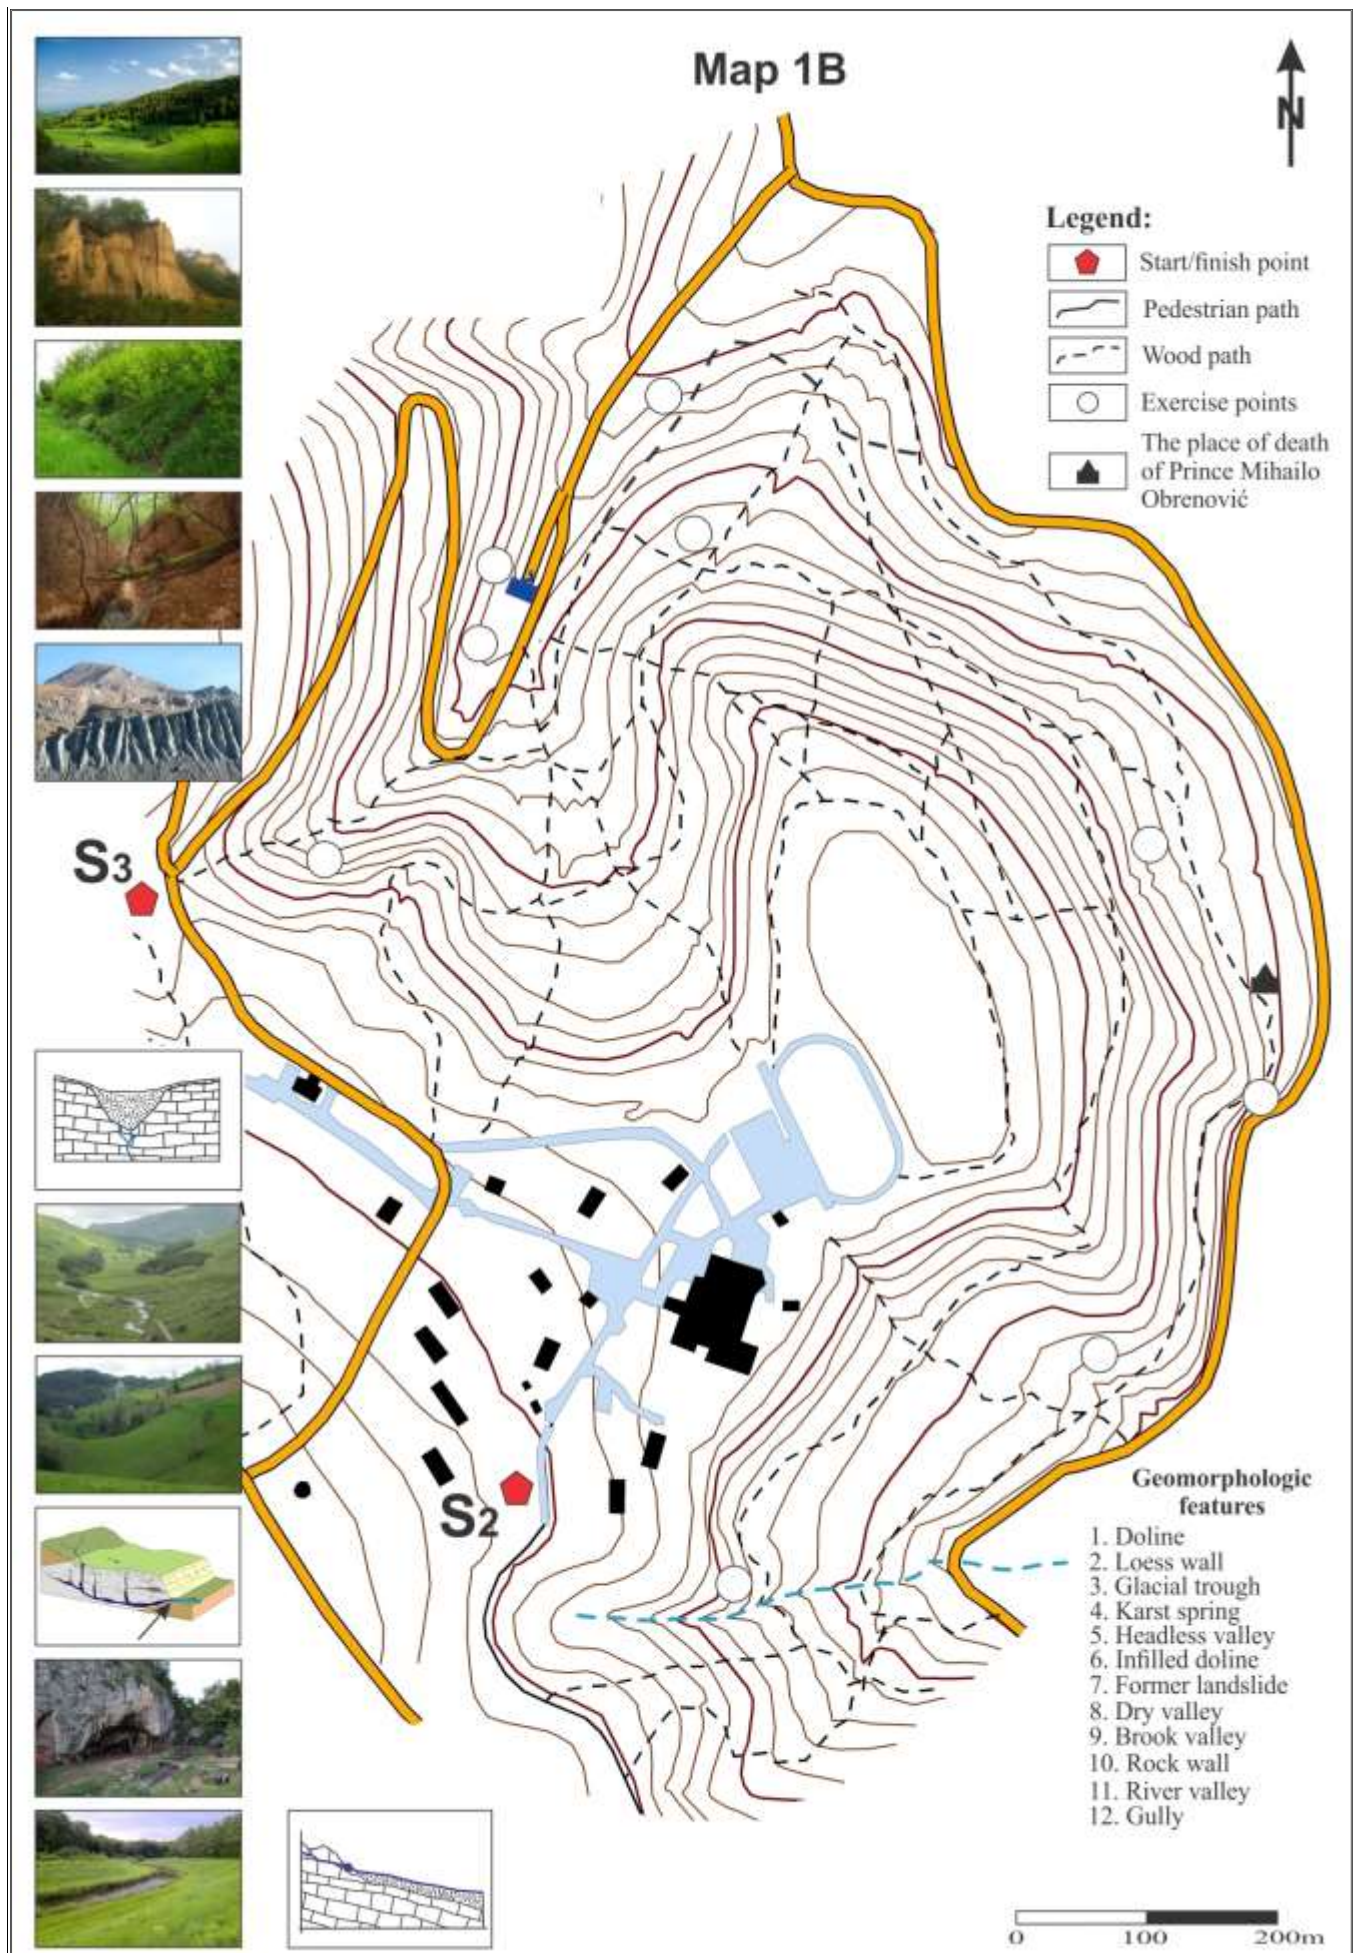 Map 1B
N
Legend:
Start/finish point
Pedestrian path
Wood path
Exercise points
The place of death
of Prince Mihailo
Obrenović
S3
S2
Geomorphologic
features
1. Doline
2. Loess wall
3. Glacial trough
4. Karst spring
5. Headless valley
6. Infilled doline
7. Former landslide
8. Dry valley
9. Brook valley
10. Rock wall
11. River valley
12. Gully
0 100 200m